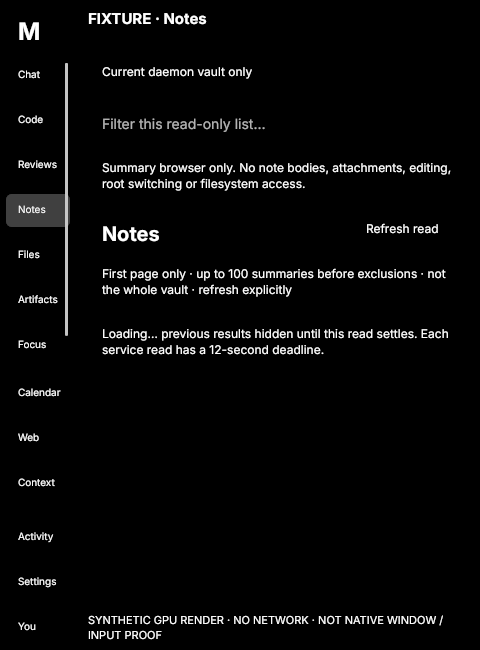 M
FIXTURE · Notes
Chat
Code
Reviews
Notes
Files
Artifacts
Focus
Calendar
Web
Context
Activity
Settings
You
Current daemon vault only
Filter this read-only list...
Summary browser only. No note bodies, attachments, editing,
root switching or filesystem access.
Notes
Refresh read
First page only · up to 100 summaries before exclusions · not
the whole vault · refresh explicitly
Loading... previous results hidden until this read settles. Each
service read has a 12-second deadline.
SYNTHETIC GPU RENDER · NO NETWORK · NOT NATIVE WINDOW /
INPUT PROOF